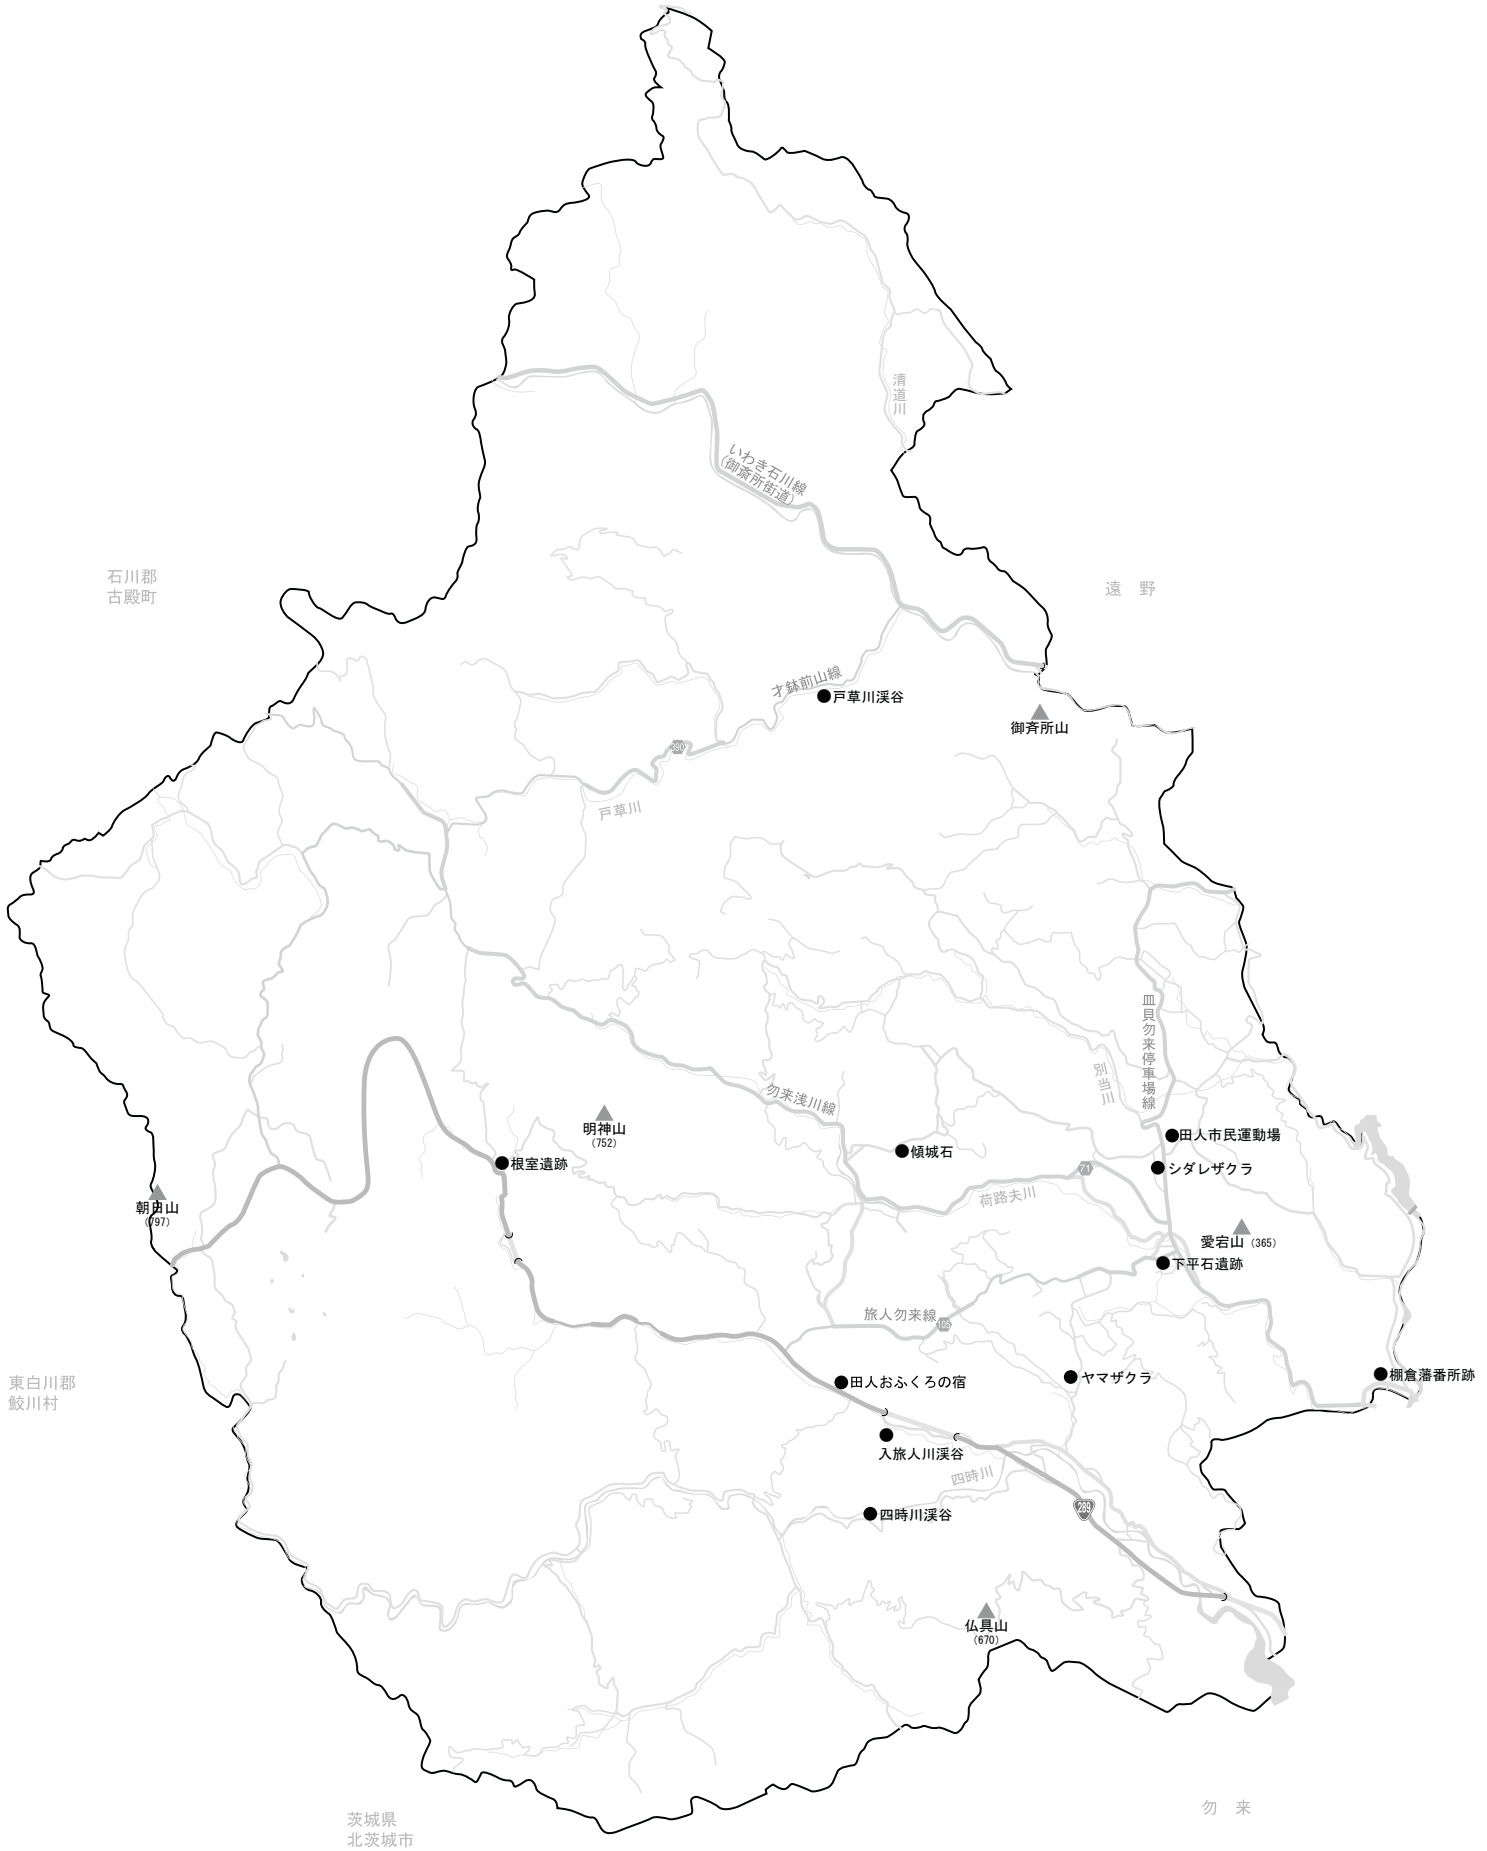 清道川
いわき石川線
(御斎所街道)
石川郡
古殿町
遠　野
才鉢前山線
戸草川渓谷
御斉所山
390
戸草川
皿貝勿来停車場線
別当川
勿来浅川線
明神山
(752)
田人市民運動場
傾城石
根室遺跡
シダレザクラ
71
荷路夫川
朝日山
(797)
愛宕山 (365)
下平石遺跡
旅人勿来線
105
東白川郡
鮫川村
田人おふくろの宿
ヤマザクラ
棚倉藩番所跡
入旅人川渓谷
四時川
289
四時川渓谷
仏具山
(670)
勿　来
茨城県
北茨城市